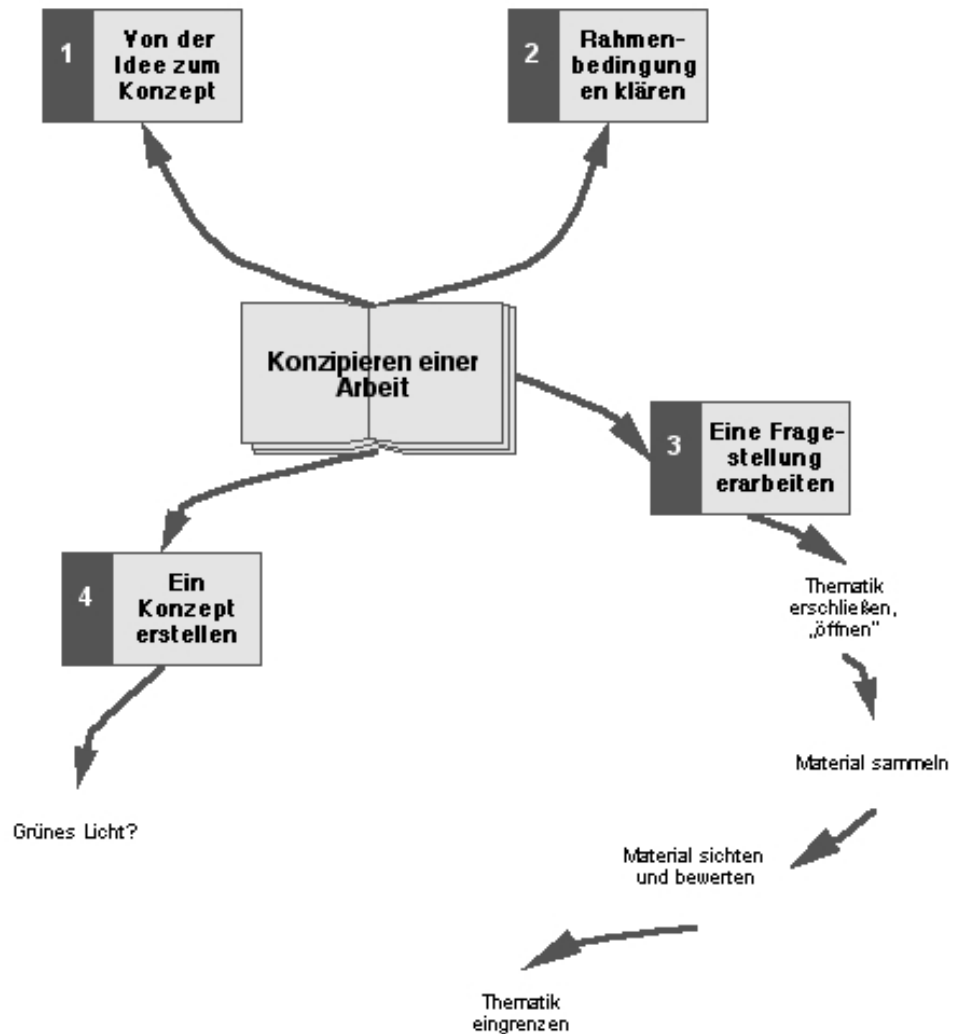 1
Von der
Idee zum
Konzept
2
Rahmen-
bedingung
en klären
Konzipieren einer
Arbeit
3
Eine Frage-
stellung
erarbeiten
4
Ein
Konzept
erstellen
Thematik
erschließen,
„öffnen"
Material sammeln
Grünes Licht?
Material sichten
und bewerten
Thematik
eingrenzen